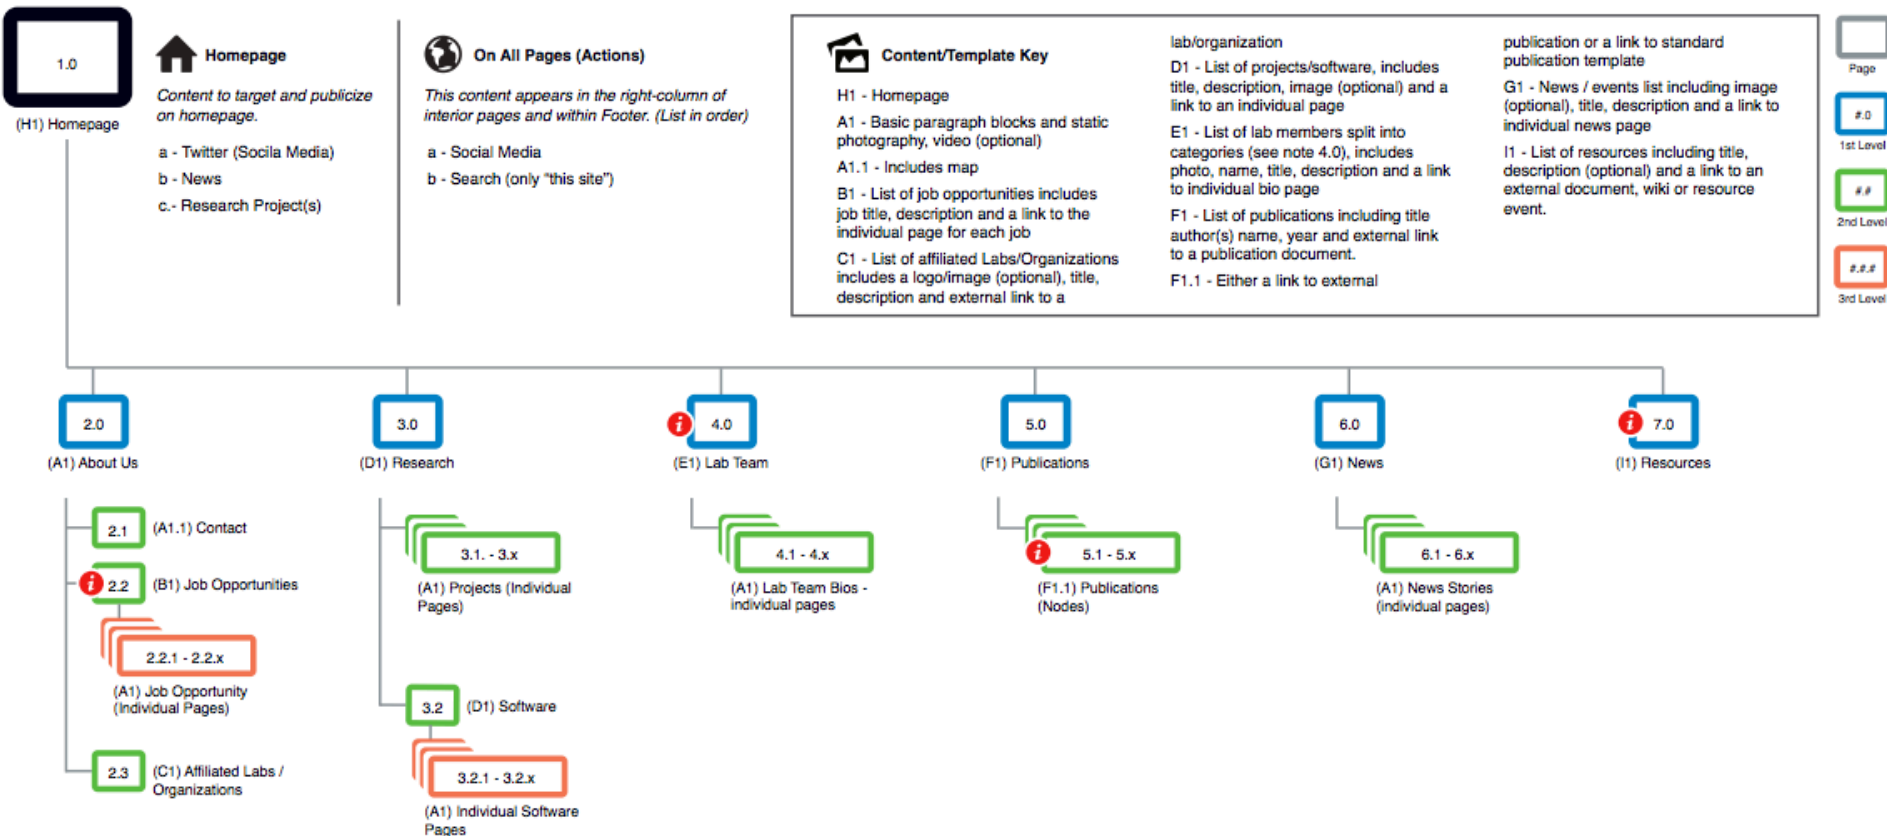 1.0
(H1) Homepage
Homepage
Content to target and publicize
on homepage.
a - Twitter (Socila Media)
b - News
c.- Research Project(s)
On All Pages (Actions)
This content appears in the right-column of
interior pages and within Footer. (List in order)
a - Social Media
b - Search (only "this site")
Content/Template Key
H1 - Homepage
A1 - Basic paragraph blocks and static
photography, video (optional)
A1.1 - Includes map
B1 - List of job opportunities includes
job title, description and a link to the
individual page for each job
C1 - List of affiliated Labs/Organizations
includes a logo/image (optional), title,
description and external link to a
lab/organization
D1 - List of projects/software, includes
title, description, image (optional) and a
link to an individual page
E1 - List of lab members split into
categories (see note 4.0), includes
photo, name, title, description and a link
to individual bio page
F1 - List of publications including title
author(s) name, year and external link
to a publication document.
F1.1 - Either a link to external
publication or a link to standard
publication template
G1 - News / events list including image
(optional), title, description and a link to
individual news page
I1 - List of resources including title,
description (optional) and a link to an
external document, wiki or resource
event.
Page
#.0
1st Level
#.#
2nd Level
#.#.#
3rd Level
2.0
(A1) About Us
2.1
(A1.1) Contact
i
2.2
(B1) Job Opportunities
2.2.1 - 2.2.x
(A1) Job Opportunity
(Individual Pages)
2.3
(C1) Affiliated Labs /
Organizations
3.0
(D1) Research
3.1. - 3.x
(A1) Projects (Individual
Pages)
3.2
(D1) Software
3.2.1 - 3.2.x
(A1) Individual Software
Pages
i
4.0
(E1) Lab Team
4.1 - 4.x
(A1) Lab Team Bios -
individual pages
5.0
(F1) Publications
i
5.1 - 5.x
(F1.1) Publications
(Nodes)
6.0
(G1) News
6.1 - 6.x
(A1) News Stories
(individual pages)
i
7.0
(I1) Resources